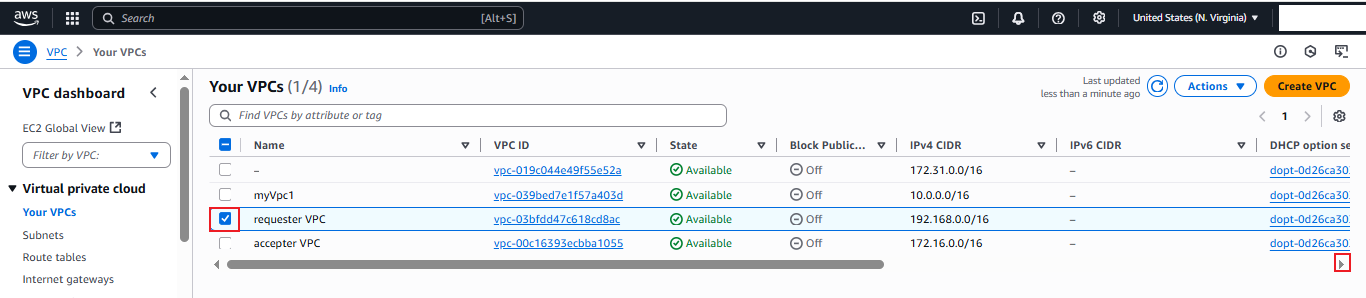 aws
Search [Alt+S] United States (N. Virginia)
VPC > Your VPCs
VPC dashboard
EC2 Global View
Filter by VPC:
Virtual private cloud
Your VPCs
Subnets
Route tables
Internet gateways
Your VPCs (1/4) Info
Last updated
less than a minute ago
Actions
Create VPC
Find VPCs by attribute or tag
1
Name VPC ID State Block Public... IPv4 CIDR IPv6 CIDR DHCP option se
– vpc-019c044e49f55e52a Available Off 172.31.0.0/16 – dopt-0d26ca30
myVpc1 vpc-039bed7e1f57a403d Available Off 10.0.0.0/16 – dopt-0d26ca30
requester VPC vpc-03bfdd47c618cd8ac Available Off 192.168.0.0/16 – dopt-0d26ca30
accepter VPC vpc-00c16393ecbba1055 Available Off 172.16.0.0/16 – dopt-0d26ca30